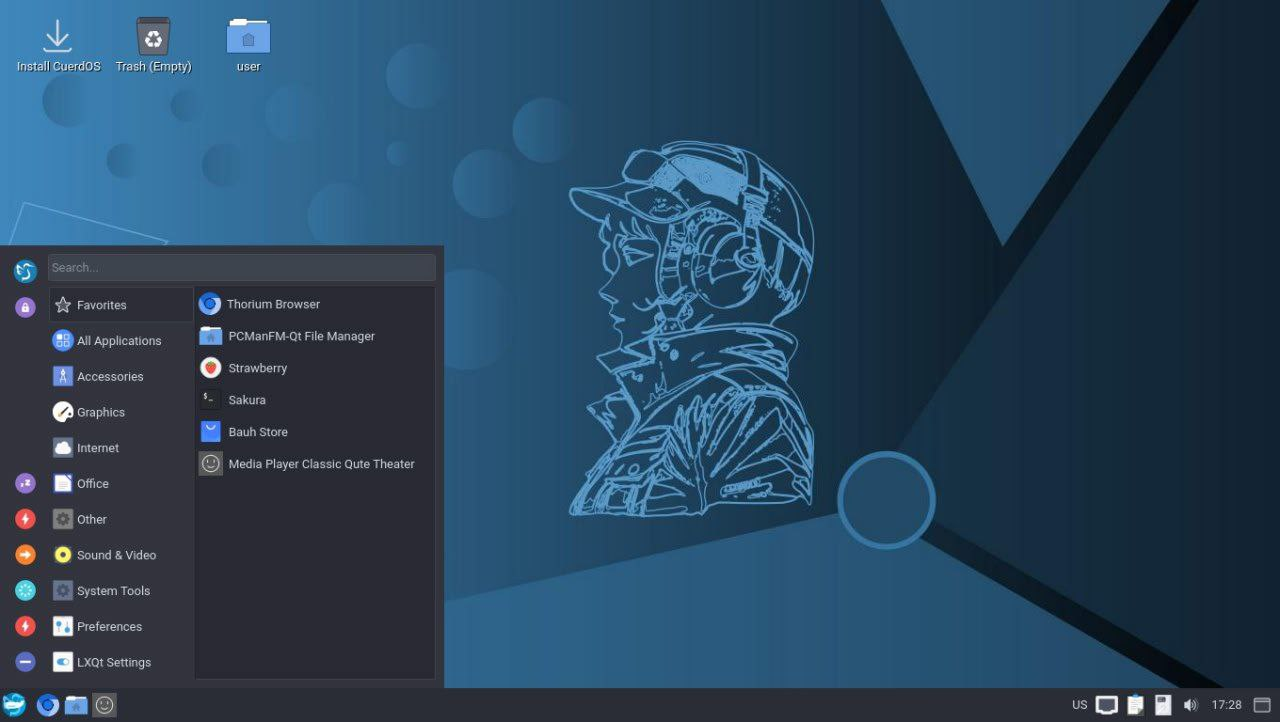 Install CuerdOS
Trash (Empty)
user
Search...
Favorites
All Applications
Accessories
Graphics
Internet
Office
Other
Sound & Video
System Tools
Preferences
LXQt Settings
Thorium Browser
PCManFM-Qt File Manager
Strawberry
Sakura
Bauh Store
Media Player Classic Qute Theater
US
17:28